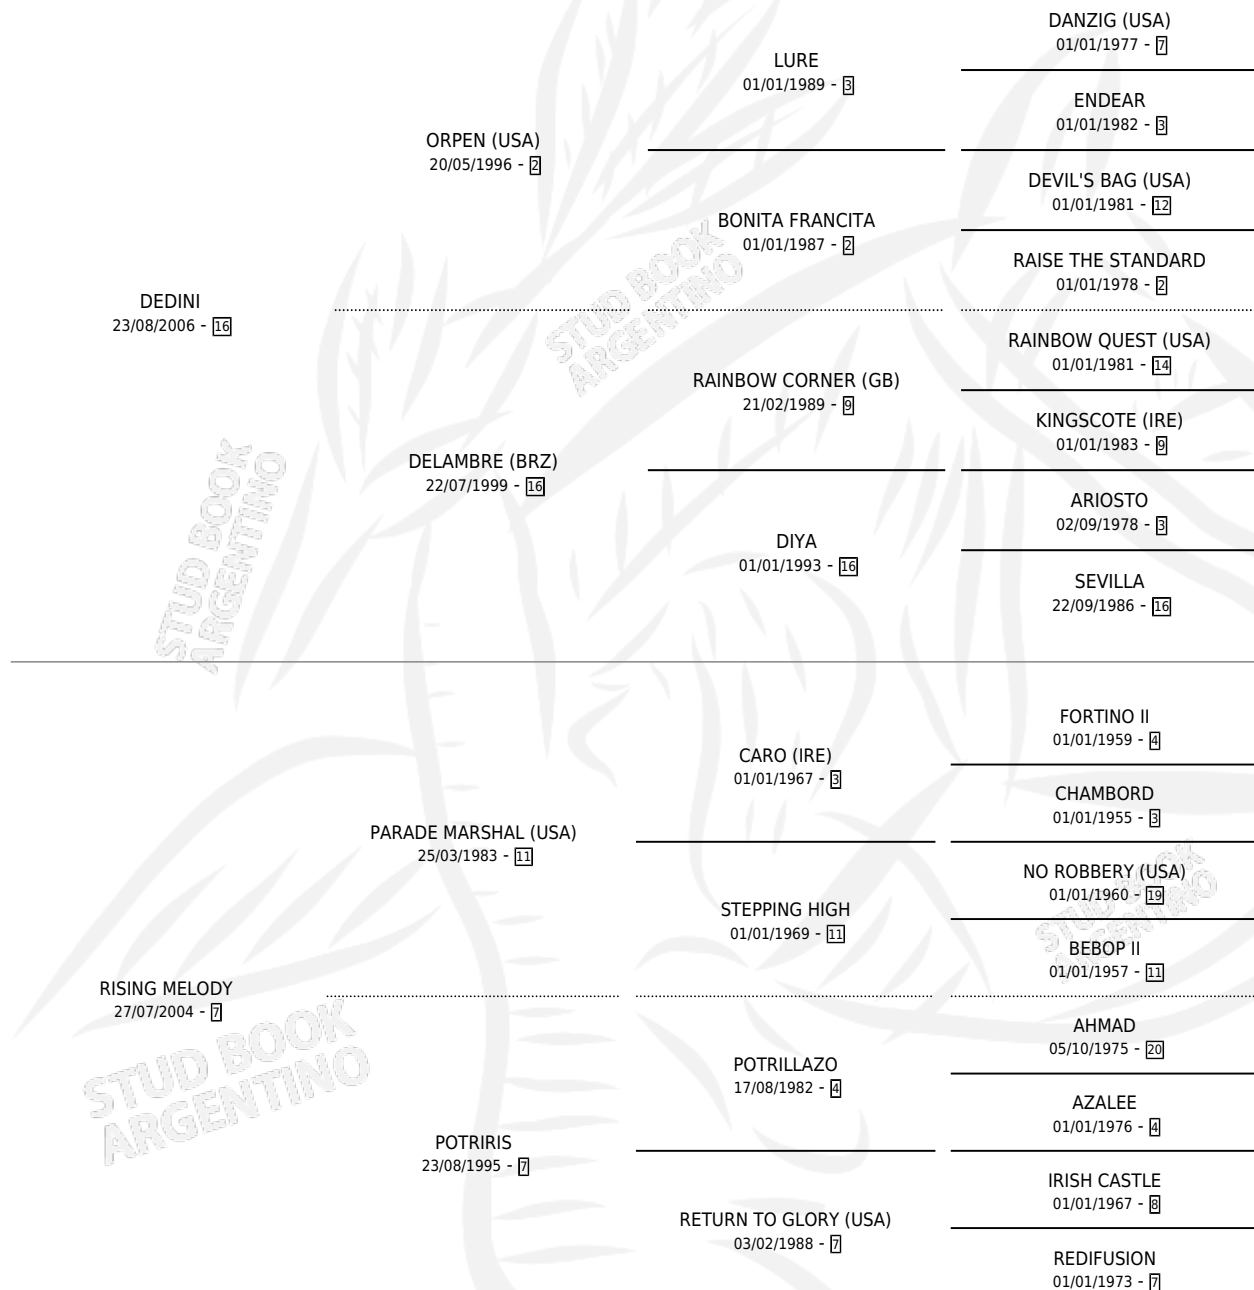 DANZIG (USA)
01/01/1977 - 7
LURE
01/01/1989 - 3
ENDEAR
01/01/1982 - 3
ORPEN (USA)
20/05/1996 - 2
DEVIL'S BAG (USA)
01/01/1981 - 12
BONITA FRANCITA
01/01/1987 - 2
RAISE THE STANDARD
01/01/1978 - 2
DEDINI
23/08/2006 - 16
RAINBOW QUEST (USA)
01/01/1981 - 14
RAINBOW CORNER (GB)
21/02/1989 - 9
KINGSCOTE (IRE)
01/01/1983 - 9
DELAMBRE (BRZ)
22/07/1999 - 16
ARIOSTO
02/09/1978 - 3
DIYA
01/01/1993 - 16
SEVILLA
22/09/1986 - 16
FORTINO II
01/01/1959 - 4
CARO (IRE)
01/01/1967 - 3
CHAMBORD
01/01/1955 - 3
PARADE MARSHAL (USA)
25/03/1983 - 11
NO ROBBERY (USA)
01/01/1960 - 19
STEPPING HIGH
01/01/1969 - 11
BEBOP II
01/01/1957 - 11
RISING MELODY
27/07/2004 - 7
AHMAD
05/10/1975 - 20
POTRILLAZO
17/08/1982 - 4
AZALEE
01/01/1976 - 4
POTRIRIS
23/08/1995 - 7
IRISH CASTLE
01/01/1967 - 8
RETURN TO GLORY (USA)
03/02/1988 - 7
REDIFUSION
01/01/1973 - 7
STUD BOOK
ARGENTINO
STUD BOOK
ARGENTINO
STUD BOOK
ARGENTINO
STUD BOOK
ARGENTINO